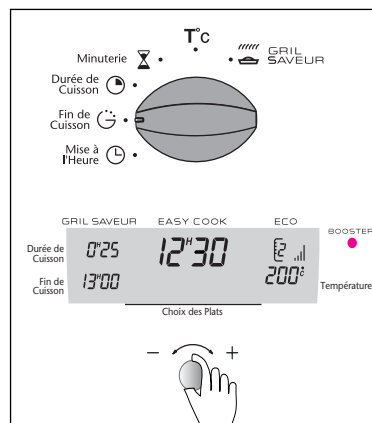 T°c
Minuterie
GRIL
SAVEUR
Durée de
Cuisson
Fin de
Cuisson
Mise à
l'Heure
GRIL SAVEUR EASY COOK ECO
BOOSTER
Durée de
Cuisson
0H25
12H30
2
Fin de
Cuisson
13H00
200°c
Température
Choix des Plats
– +